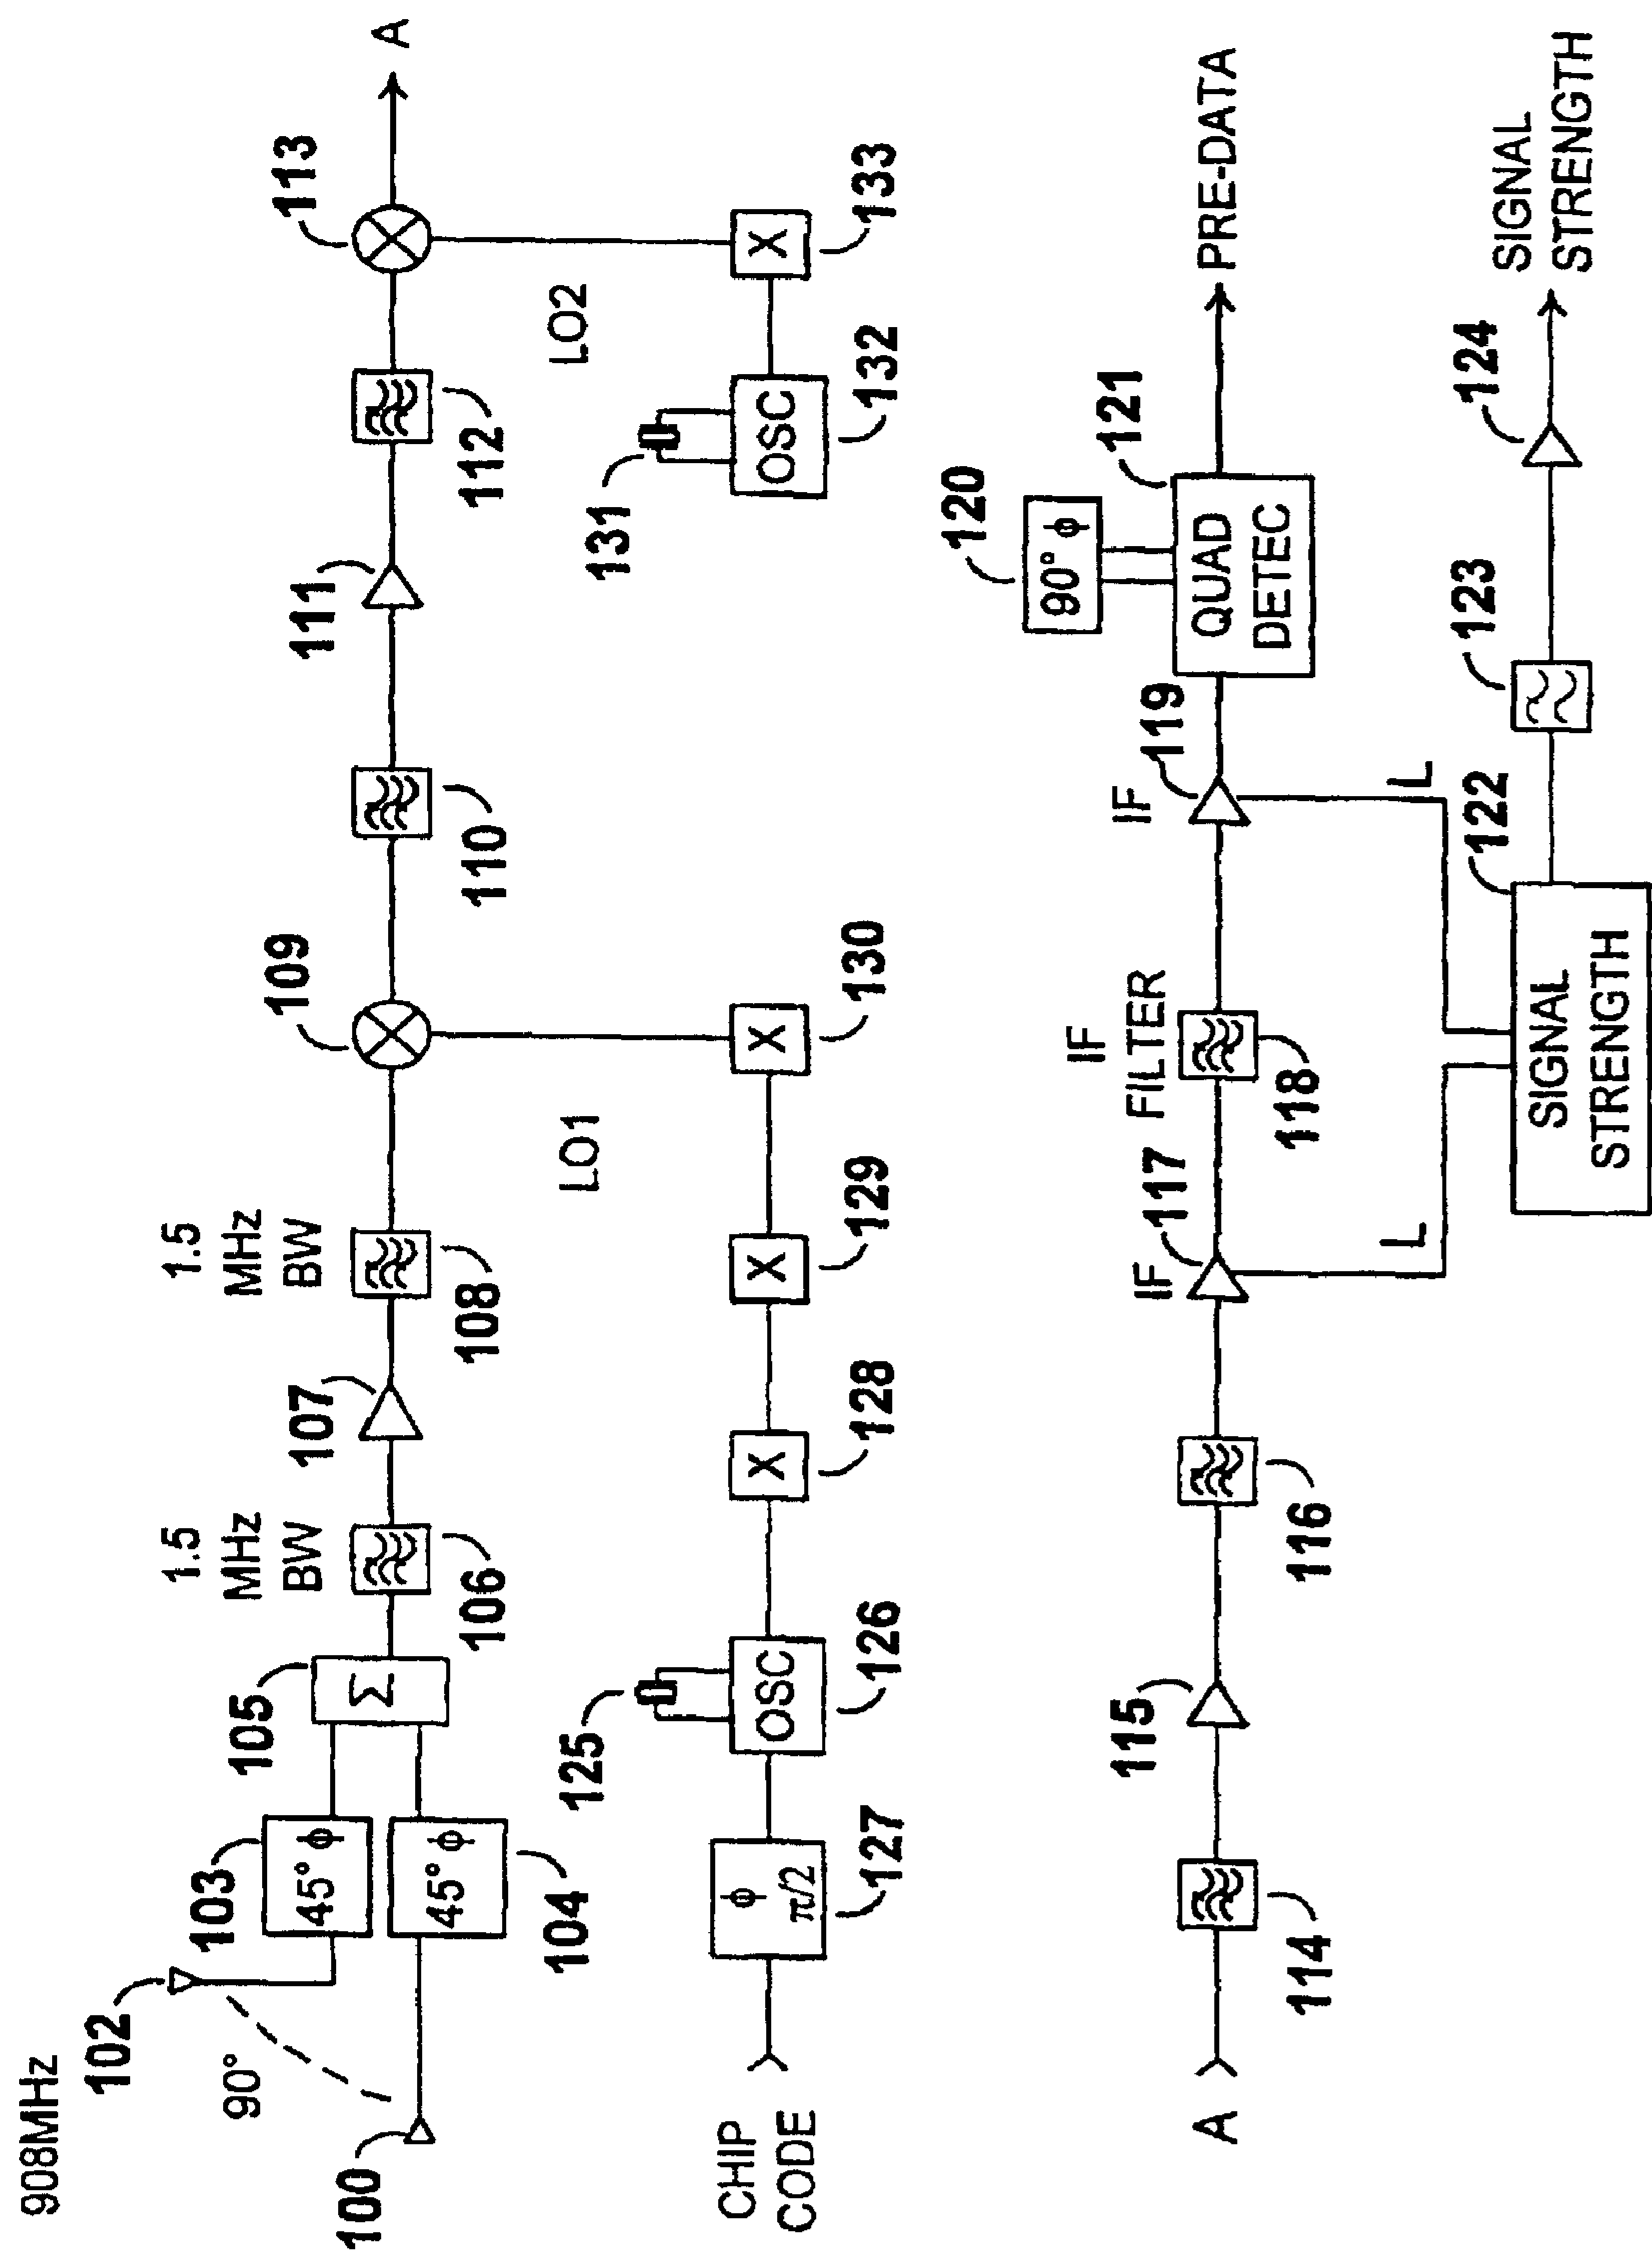 908MHz
102
90°
100
103
45° ϕ
45° ϕ
104
105
Σ
1.5
MHz
BW
106
107
1.5
MHz
BW
108
109
110
111
112
113
A
LO1
LO2
CHIP
CODE
ϕ
π/2
127
125
OSC
126
X
128
X
129
X
130
131
OSC
132
X
133
A
114
115
116
IF
117
L
IF
FILTER
118
IF
119
L
120
90° ϕ
QUAD
DETEC
121
PRE-DATA
SIGNAL
STRENGTH
122
123
124
SIGNAL
STRENGTH